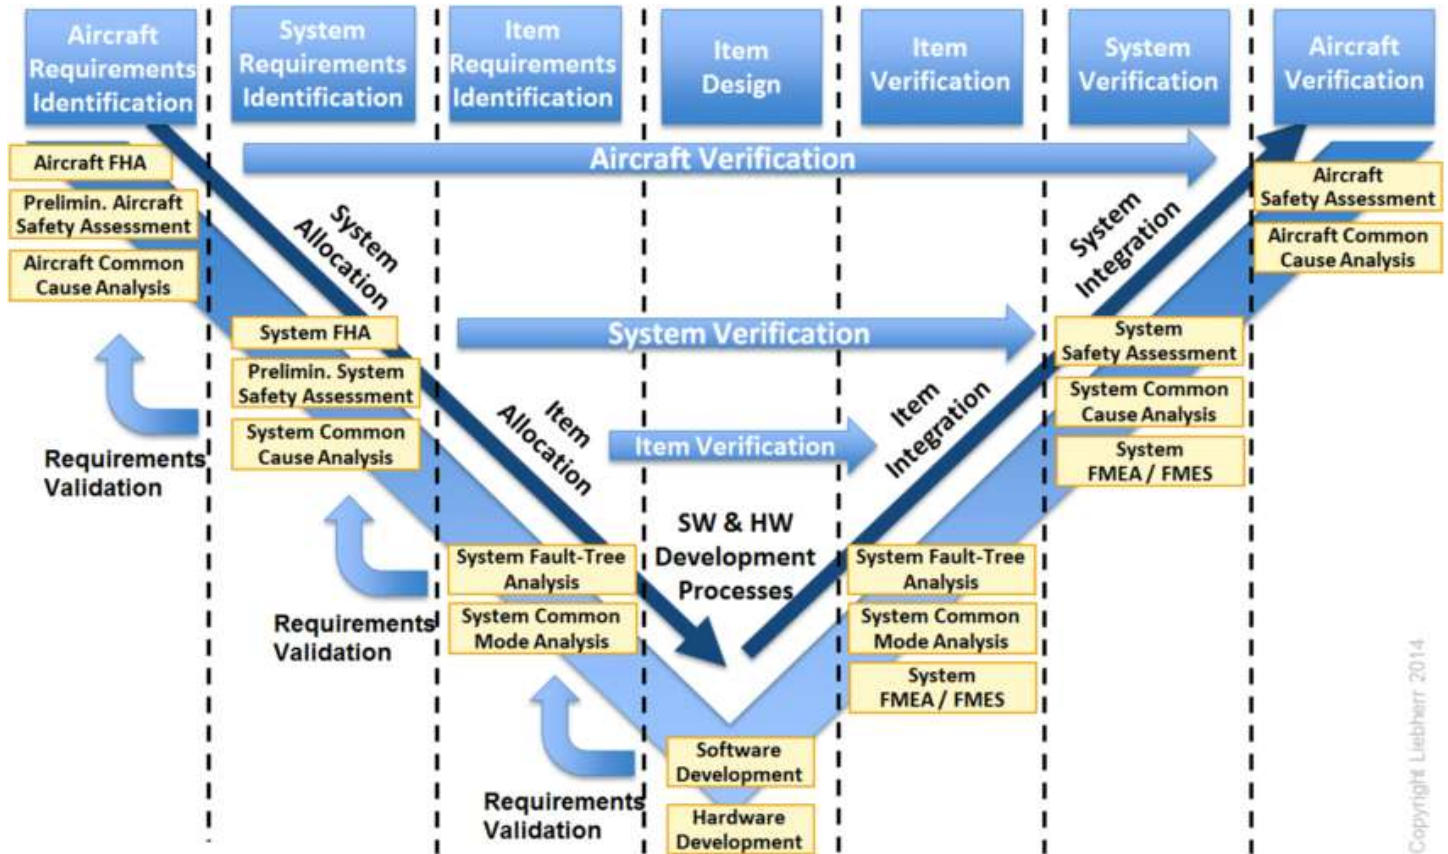 Aircraft
Requirements
Identification
System
Requirements
Identification
Item
Requirements
Identification
Item
Design
Item
Verification
System
Verification
Aircraft
Verification
Aircraft FHA
Prelimin. Aircraft
Safety Assessment
Aircraft Common
Cause Analysis
Aircraft Verification
System
Allocation
System
Integration
Aircraft
Safety Assessment
Aircraft Common
Cause Analysis
System FHA
Prelimin. System
Safety Assessment
System Common
Cause Analysis
System Verification
System
Safety Assessment
System Common
Cause Analysis
System
FMEA / FMES
Requirements
Validation
Item
Allocation
Item Verification
Item
Integration
SW & HW
Development
Processes
System Fault-Tree
Analysis
System Common
Mode Analysis
System Fault-Tree
Analysis
System Common
Mode Analysis
System
FMEA / FMES
Requirements
Validation
Software
Development
Hardware
Development
Requirements
Validation
Copyright Liebherr 2014